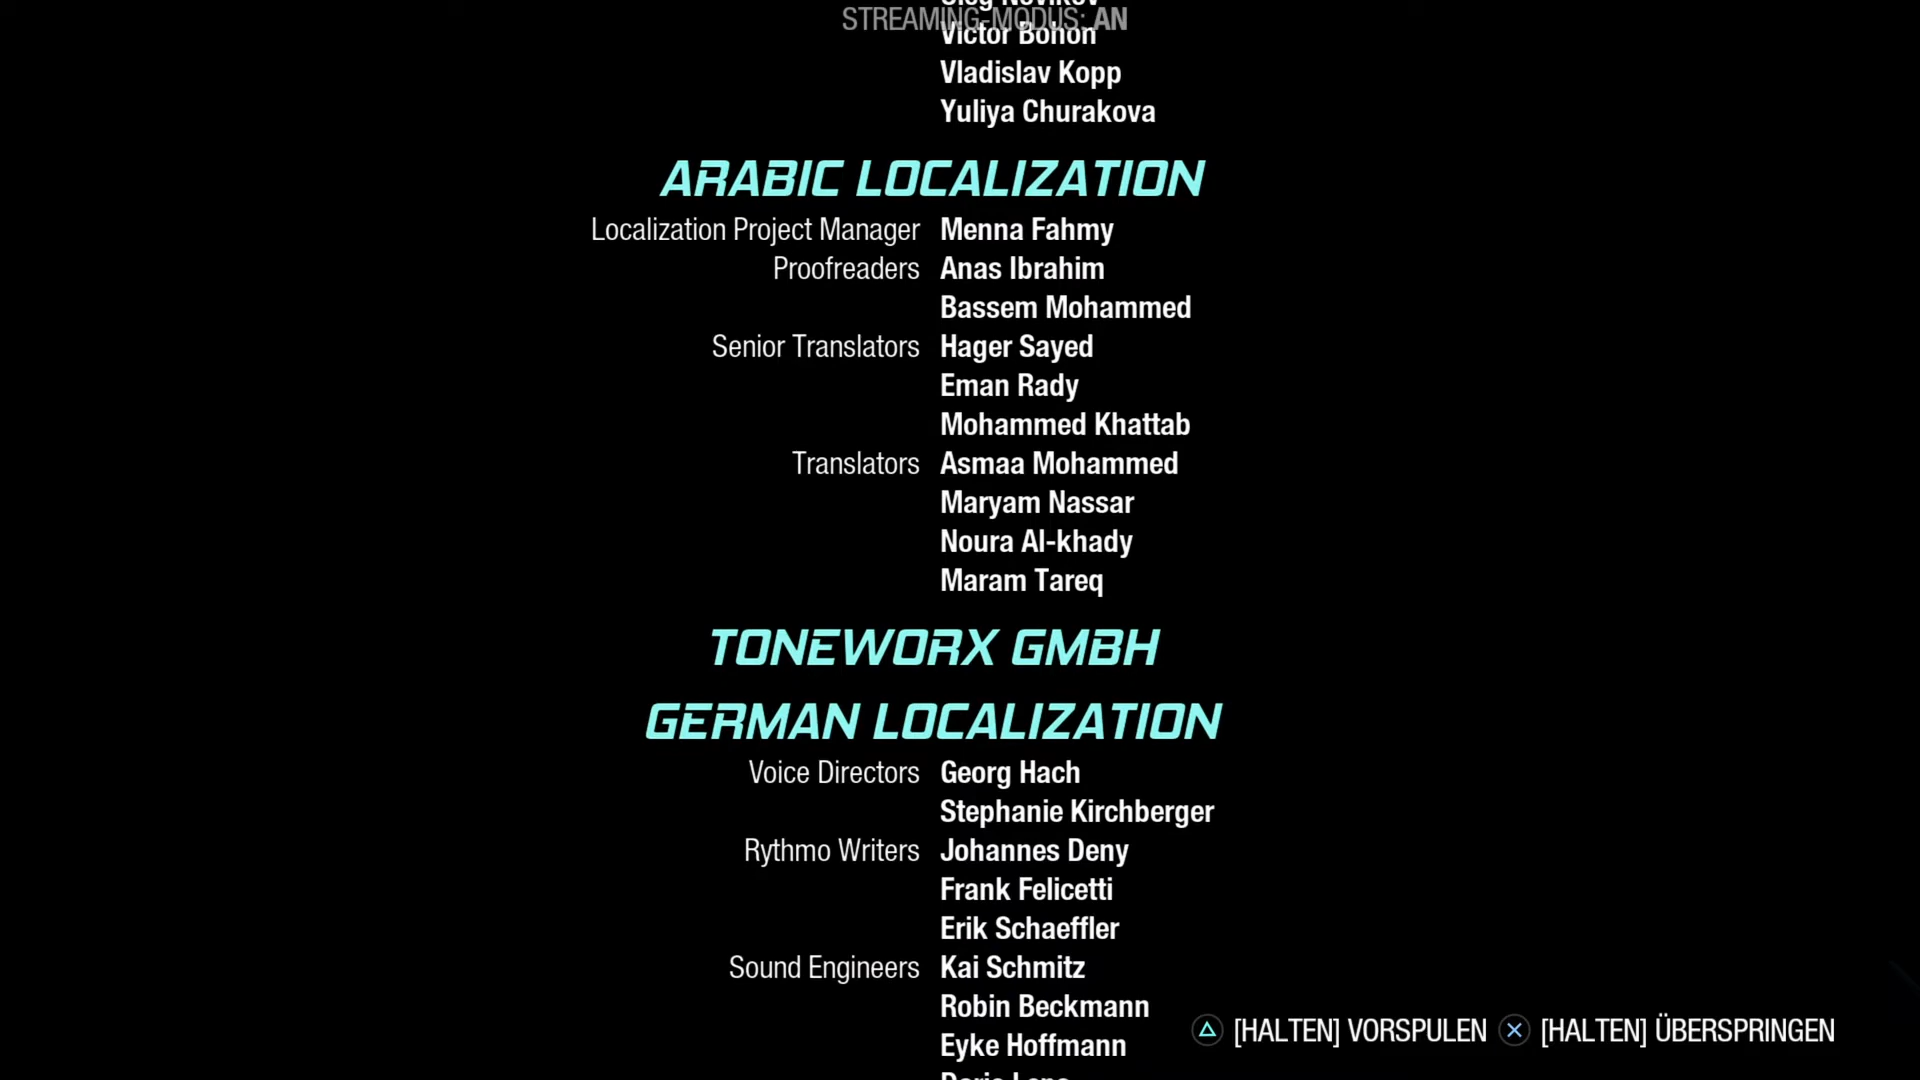 STREAMING-MODUS: AN
Victor Bohon
Vladislav Kopp
Yuliya Churakova
ARABIC LOCALIZATION
Localization Project Manager Menna Fahmy
Proofreaders Anas Ibrahim
Bassem Mohammed
Senior Translators Hager Sayed
Eman Rady
Mohammed Khattab
Translators Asmaa Mohammed
Maryam Nassar
Noura Al-khady
Maram Tareq
TONEWORX GMBH
GERMAN LOCALIZATION
Voice Directors Georg Hach
Stephanie Kirchberger
Rythmo Writers Johannes Deny
Frank Felicetti
Erik Schaeffler
Sound Engineers Kai Schmitz
Robin Beckmann
Eyke Hoffmann
[HALTEN] VORSPULEN [HALTEN] ÜBERSPRINGEN